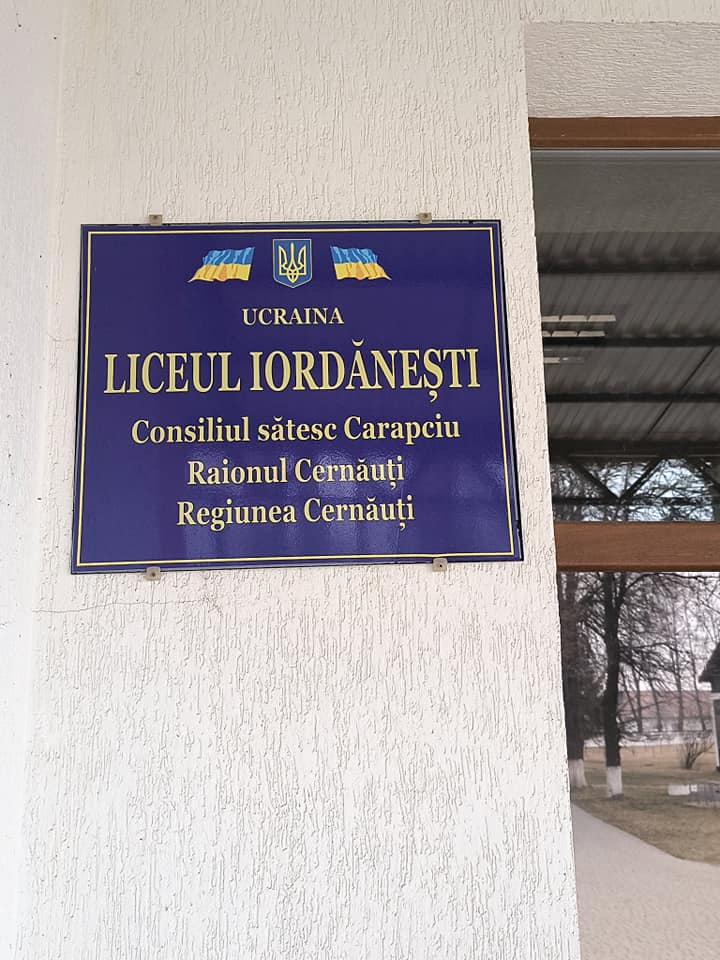 UCRAINA
LICEUL IORDĂNEȘTI
Consiliul sătesc Carapciu
Raionul Cernăuți
Regiunea Cernăuți